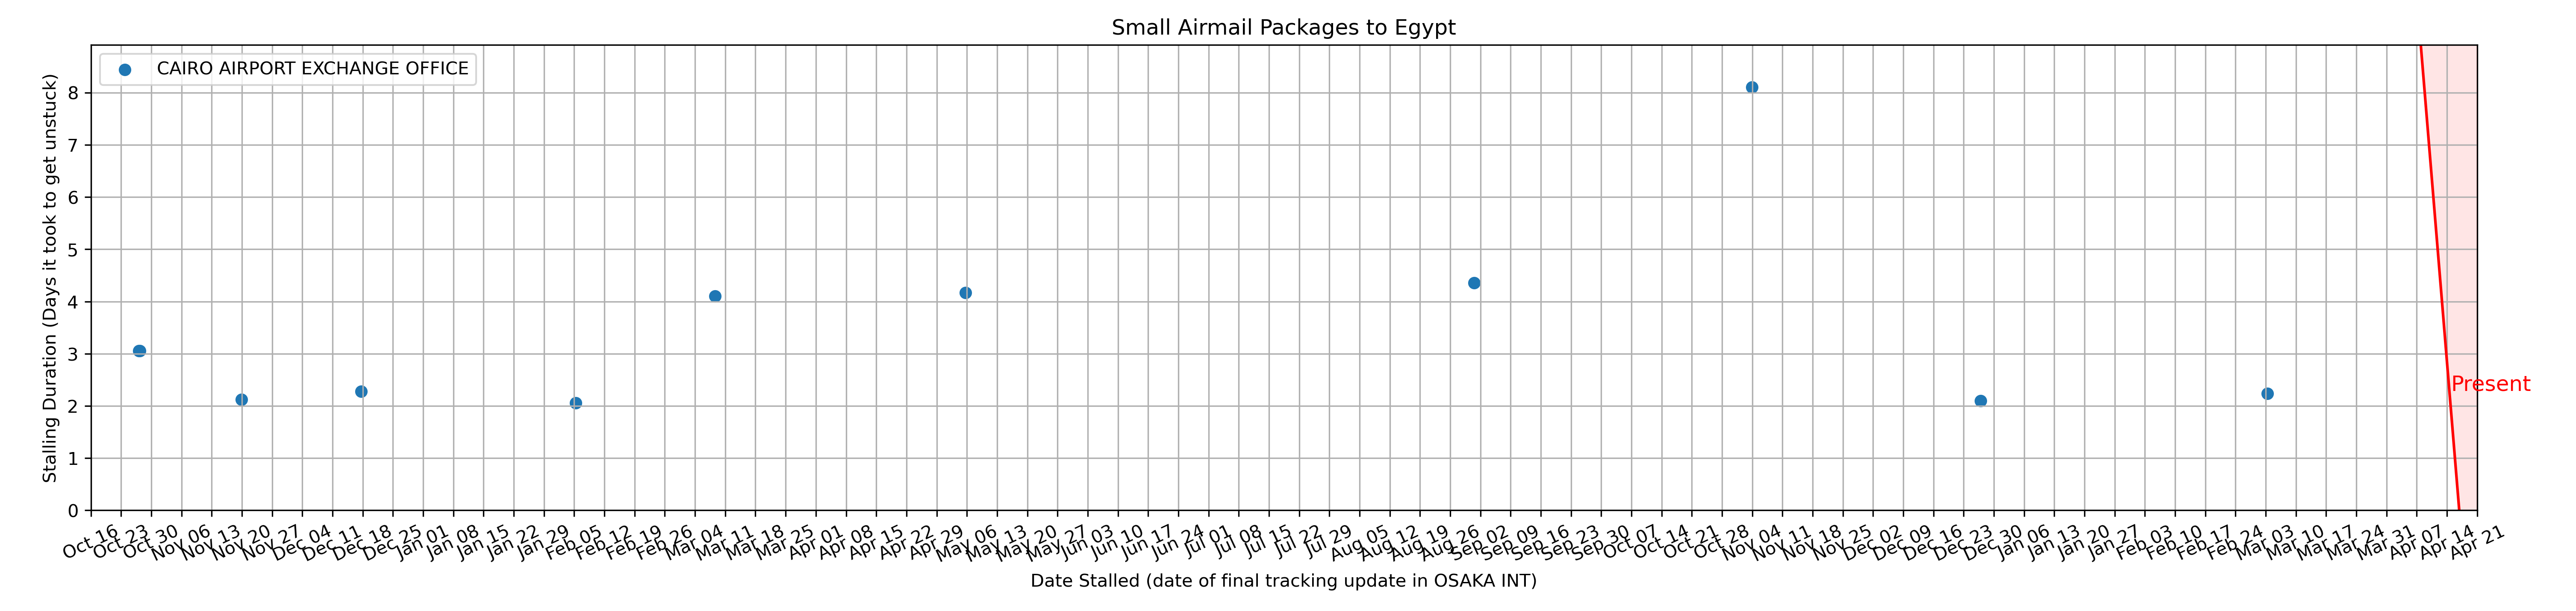 Small Airmail Packages to Egypt
CAIRO AIRPORT EXCHANGE OFFICE
Stalling Duration (Days it took to get unstuck)
8
7
6
5
4
3
2
1
0
Present
Oct 16 Oct 23 Oct 30 Nov 06 Nov 13 Nov 20 Nov 27 Dec 04 Dec 11 Dec 18 Dec 25 Jan 01 Jan 08 Jan 15 Jan 22 Jan 29 Feb 05 Feb 12 Feb 19 Feb 26 Mar 04 Mar 11 Mar 18 Mar 25 Apr 01 Apr 08 Apr 15 Apr 22 Apr 29 May 06 May 13 May 20 May 27 Jun 03 Jun 10 Jun 17 Jun 24 Jul 01 Jul 08 Jul 15 Jul 22 Jul 29 Aug 05 Aug 12 Aug 19 Aug 26 Sep 02 Sep 09 Sep 16 Sep 23 Sep 30 Oct 07 Oct 14 Oct 21 Oct 28 Nov 04 Nov 11 Nov 18 Nov 25 Dec 02 Dec 09 Dec 16 Dec 23 Dec 30 Jan 06 Jan 13 Jan 20 Jan 27 Feb 03 Feb 10 Feb 17 Feb 24 Mar 03 Mar 10 Mar 17 Mar 24 Mar 31 Apr 07 Apr 14 Apr 21
Date Stalled (date of final tracking update in OSAKA INT)